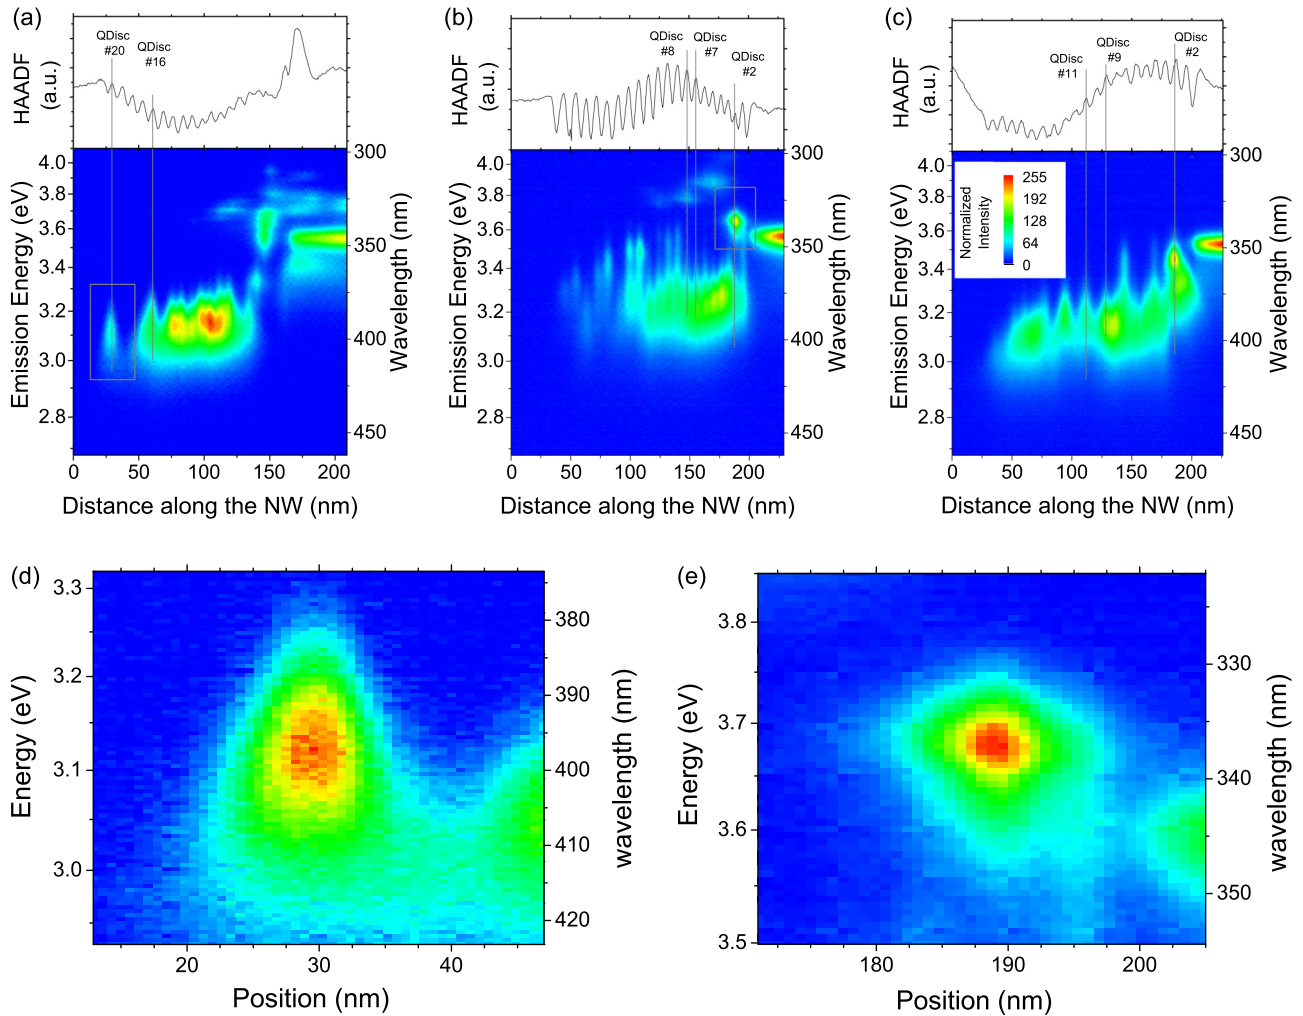 (a)
HAADF
(a.u.)
QDisc
#20
QDisc
#16
Emission Energy (eV)
4.0
3.8
3.6
3.4
3.2
3.0
2.8
300
350
400
450
Wavelength (nm)
0
50
100
150
200
Distance along the NW (nm)
(b)
HAADF
(a.u.)
QDisc
#8
QDisc
#7
QDisc
#2
Emission Energy (eV)
4.0
3.8
3.6
3.4
3.2
3.0
2.8
300
350
400
450
Wavelength (nm)
0
50
100
150
200
Distance along the NW (nm)
(c)
HAADF
(a.u.)
QDisc
#11
QDisc
#9
QDisc
#2
Emission Energy (eV)
4.0
3.8
3.6
3.4
3.2
3.0
2.8
Normalized
Intensity
255
192
128
64
0
300
350
400
450
Wavelength (nm)
0
50
100
150
200
Distance along the NW (nm)
(d)
Energy (eV)
3.3
3.2
3.1
3.0
380
390
400
410
420
wavelength (nm)
20
30
40
Position (nm)
(e)
Energy (eV)
3.8
3.7
3.6
3.5
330
340
350
wavelength (nm)
180
190
200
Position (nm)